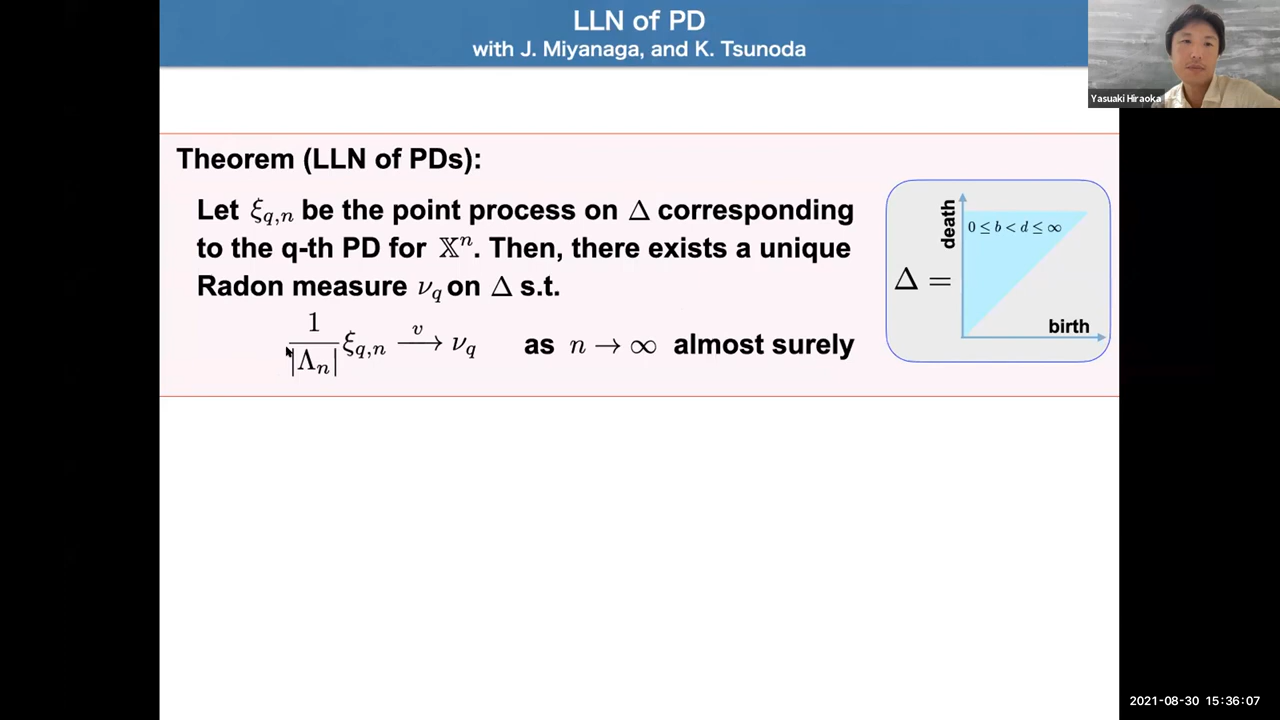 LLN of PD
with J. Miyanaga, and K. Tsunoda
Yasuaki Hiraoka
Theorem (LLN of PDs):
Let ξ_{q,n} be the point process on Δ corresponding
to the q-th PD for 𝕏^n. Then, there exists a unique
Radon measure ν_q on Δ s.t.
1/|Λ_n| ξ_{q,n} →^v ν_q as n → ∞ almost surely
death
0 ≤ b < d ≤ ∞
Δ =
birth
2021-08-30 15:36:07